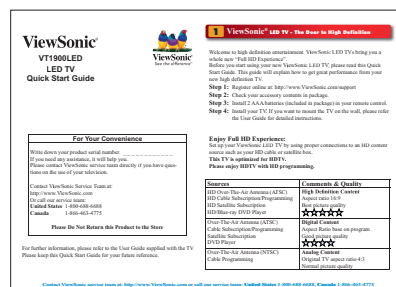 ViewSonic®
VT1900LED
LED TV
Quick Start Guide
ViewSonic®
See the difference™
For Your Convenience
Write down your product serial number. _ _ _ _ _ _ _ _ _ _ _ _
If you need any assistance, it will help you.
Please contact ViewSonic service team directly if you have ques-
tions on the use of your television.
Contact ViewSonic Service Team at:
http://www.ViewSonic.com
Or call our service team:
United States 1-800-688-6688
Canada 1-866-463-4775
Please Do Not Return this Product to the Store
For further information, please refer to the User Guide supplied with the TV
Please keep this Quick Start Guide for your future reference.
1 ViewSonic® LED TV - The Door to High Definition
Welcome to high definition entertainment. ViewSonic LED TVs bring you a
whole new "Full HD Experience".
Before you start using your new ViewSonic LED TV, please read this Quick
Start Guide. This guide will explain how to get great performance from your
new high definition TV.
Step 1: Register online at: http://www.ViewSonic.com/support
Step 2: Check your accessory contents in package.
Step 3: Install 2 AAA batteries (included in package) in your remote control.
Step 4: Install your TV. If you want to mount the TV on the wall, please refer
the User Guide for detailed instructions.
Enjoy Full HD Experience:
Set up your ViewSonic LED TV by using proper connections to an HD content
source such as your HD cable or satellite box.
This TV is optimized for HDTV.
Please enjoy HDTV with HD programming.
Sources Comments & Quality
HD Over-The-Air Antenna (ATSC)
HD Cable Subscription/Programming
HD Satellite Subscription
HD/Blue-ray DVD Player
High Definition Content
Aspect ratio 16:9
Best picture quality
☆☆☆☆☆
Over-The-Air Antenna (ATSC)
Cable Subscription/Programming
Satellite Subscription
DVD Player
Digital Content
Aspect Ratio base on program
Good picture quality
☆☆☆☆
Over-The-Air Antenna (NTSC)
Cable Programming
Analog Content
Original TV aspect ratio 4:3
Normal picture quality
Contact ViewSonic service team at: http://www.ViewSonic.com or call our service team: United States 1-800-688-6688, Canada 1-866-463-4775